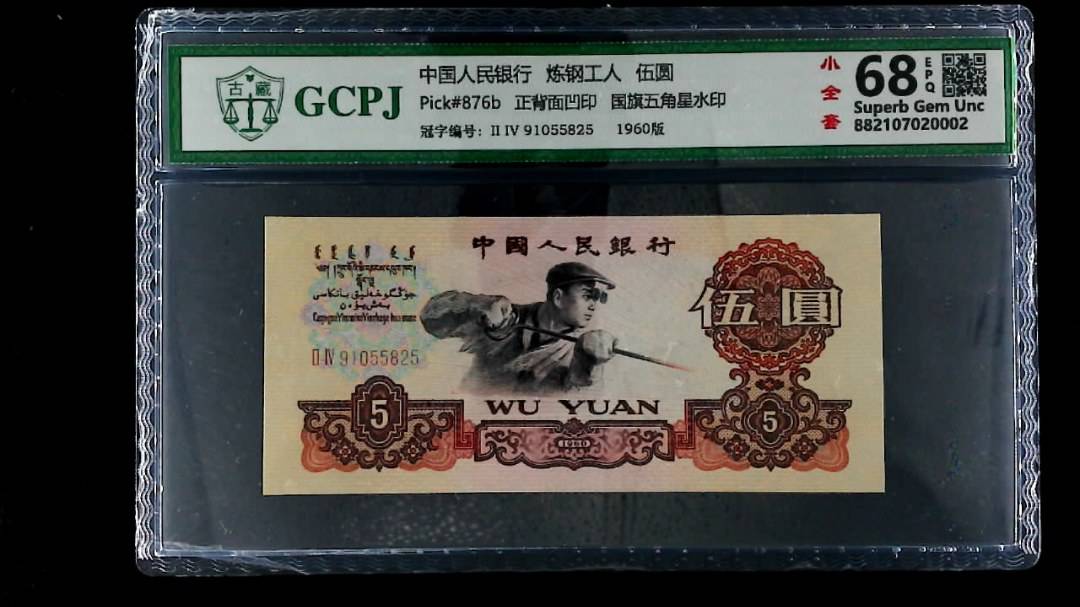 古藏
GCPJ
中国人民银行 炼钢工人 伍圆
Pick#876b 正背面凹印 国旗五角星水印
冠字编号: II IV 91055825 1960版
小全套
68 EPQ
Superb Gem Unc
882107020002
中國人民銀行
II IV 91055825
伍圓
5
WU YUAN
1960
5